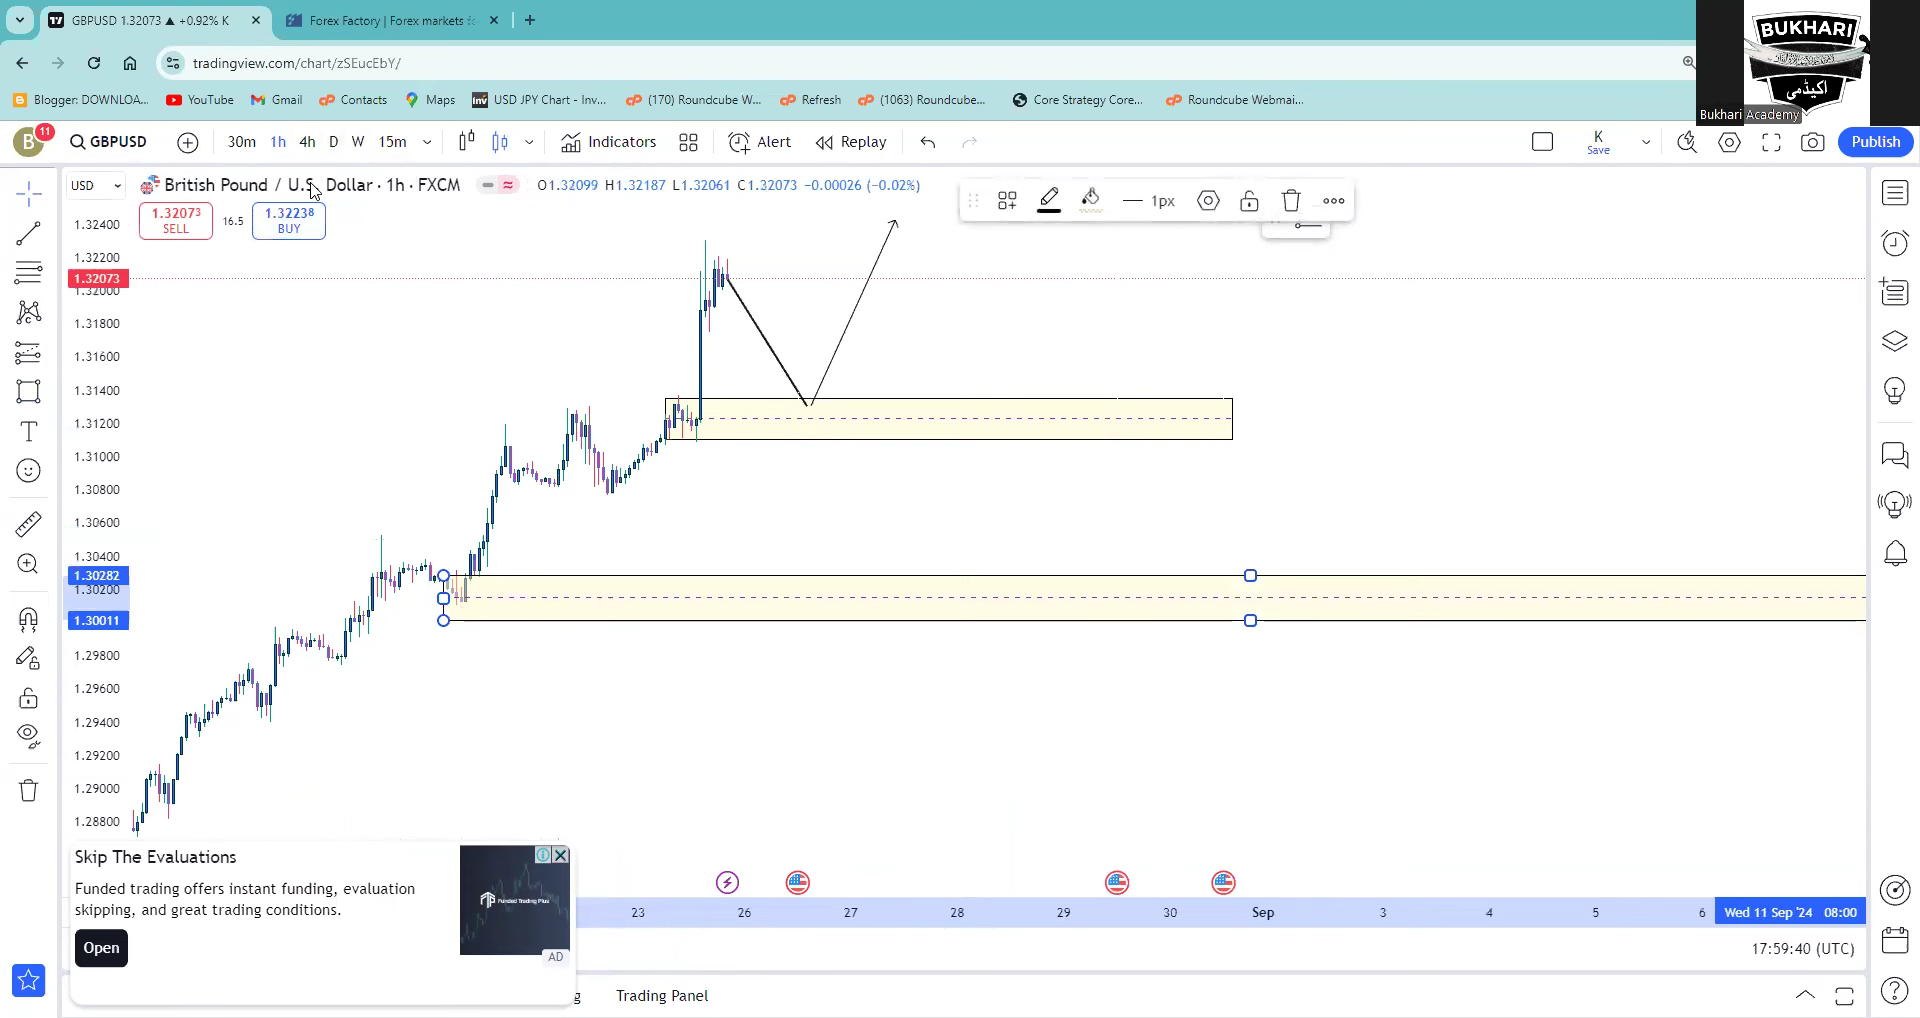 GBPUSD 1.32073 ▲ +0.92% K
Forex Factory | Forex markets fo
BUKHARI
اکیڈمی
Bukhari Academy
tradingview.com/chart/zSEucEbY/
Blogger: DOWNLOA...
YouTube
Gmail
Contacts
Maps
Inv
USD JPY Chart - Inv...
(170) Roundcube W...
Refresh
(1063) Roundcube...
Core Strategy Core...
Roundcube Webmai...
B
11
GBPUSD
30m
1h
4h
D
W
15m
Indicators
Alert
Replay
K
Save
Publish
USD
British Pound / U.S. Dollar · 1h · FXCM
O1.32099 H1.32187 L1.32061 C1.32073 −0.00026 (−0.02%)
1px
1.32073
SELL
16.5
1.32238
BUY
1.32400
1.32200
1.32073
1.32000
1.31800
1.31600
1.31400
1.31200
1.31000
1.30800
1.30600
1.30400
1.30282
1.30200
1.30011
1.29800
1.29600
1.29400
1.29200
1.29000
1.28800
Skip The Evaluations
Funded trading offers instant funding, evaluation
skipping, and great trading conditions.
Open
Funded Trading Plus
AD
23
26
27
28
29
30
Sep
3
4
5
6
Wed 11 Sep '24 08:00
17:59:40 (UTC)
g
Trading Panel